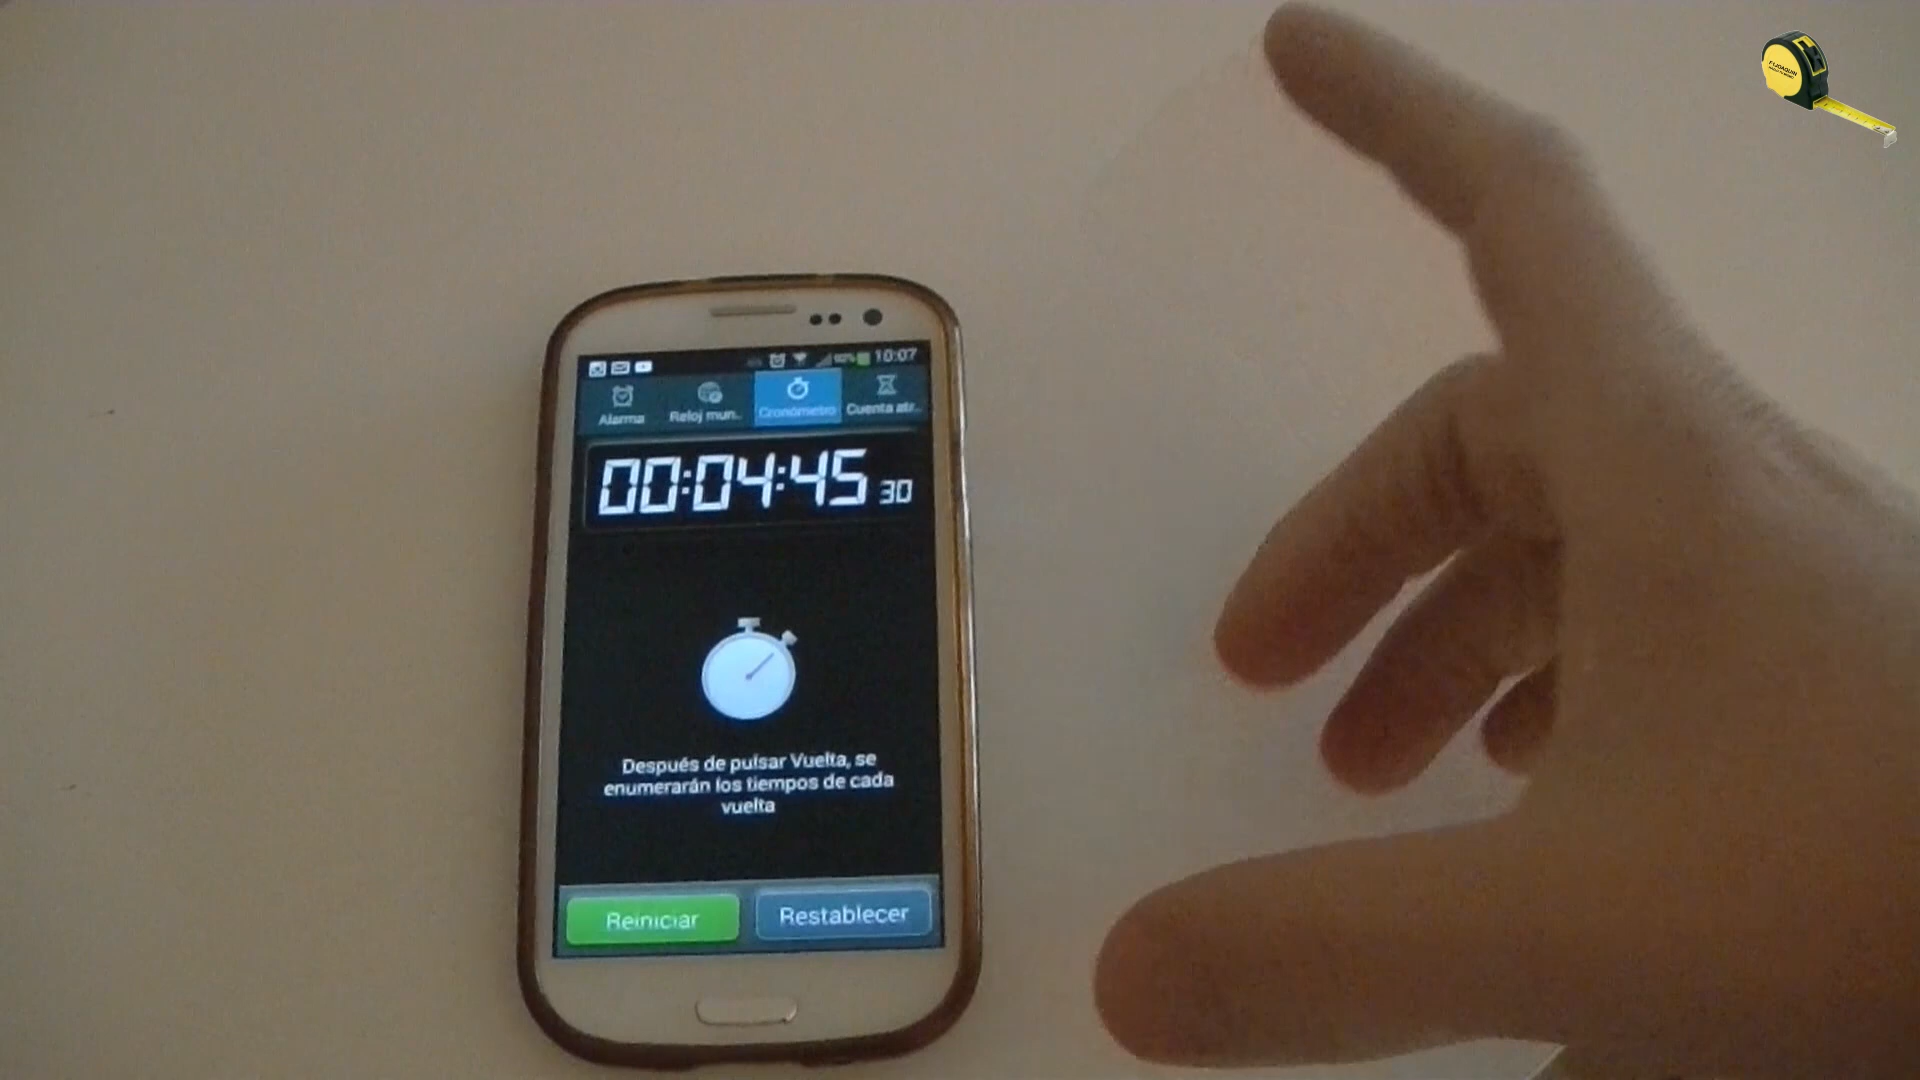 10:07
Alarma
Reloj mun..
Cronómetro
Cuenta atr..
00:04:45 30
Después de pulsar Vuelta, se
enumerarán los tiempos de cada
vuelta
Reiniciar
Restablecer